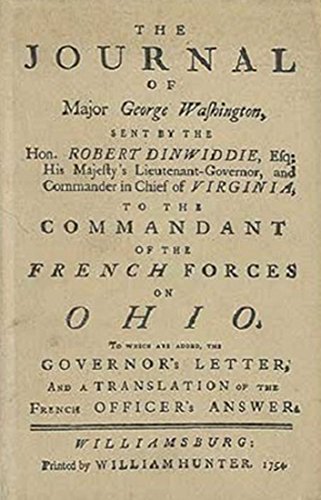 THE
JOURNAL
OF
Major George Waſhington,
SENT BY THE
Hon. ROBERT DINWIDDIE, Eſq;
His Majeſty's Lieutenant-Governor, and
Commander in Chief of VIRGINIA,
TO THE
COMMANDANT
OF THE
FRENCH FORCES
ON
OHIO.
TO WHICH ARE ADDED, THE
GOVERNOR'S LETTER,
AND A TRANSLATION OF THE
FRENCH OFFICER'S ANSWER.
WILLIAMSBURG:
Printed by WILLIAM HUNTER. 1754.